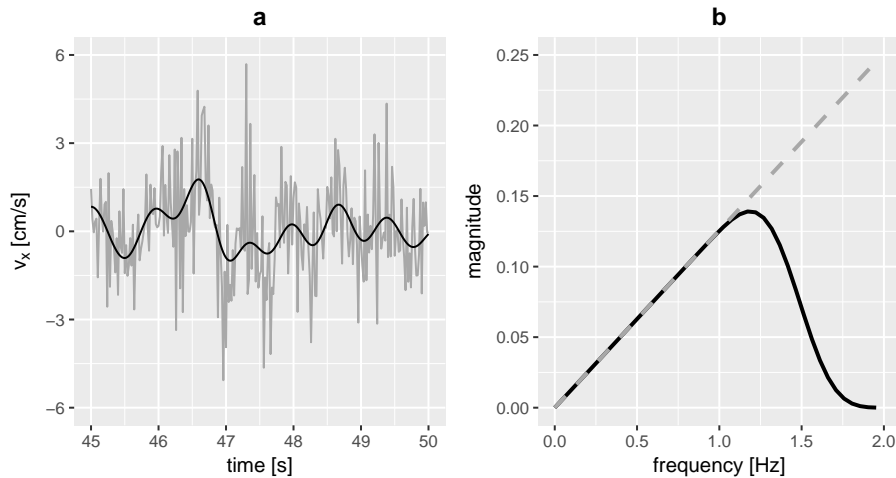 a
b
6
3
0
−3
−6
v_x [cm/s]
45 46 47 48 49 50
time [s]
0.25
0.20
0.15
0.10
0.05
0.00
magnitude
0.0 0.5 1.0 1.5 2.0
frequency [Hz]